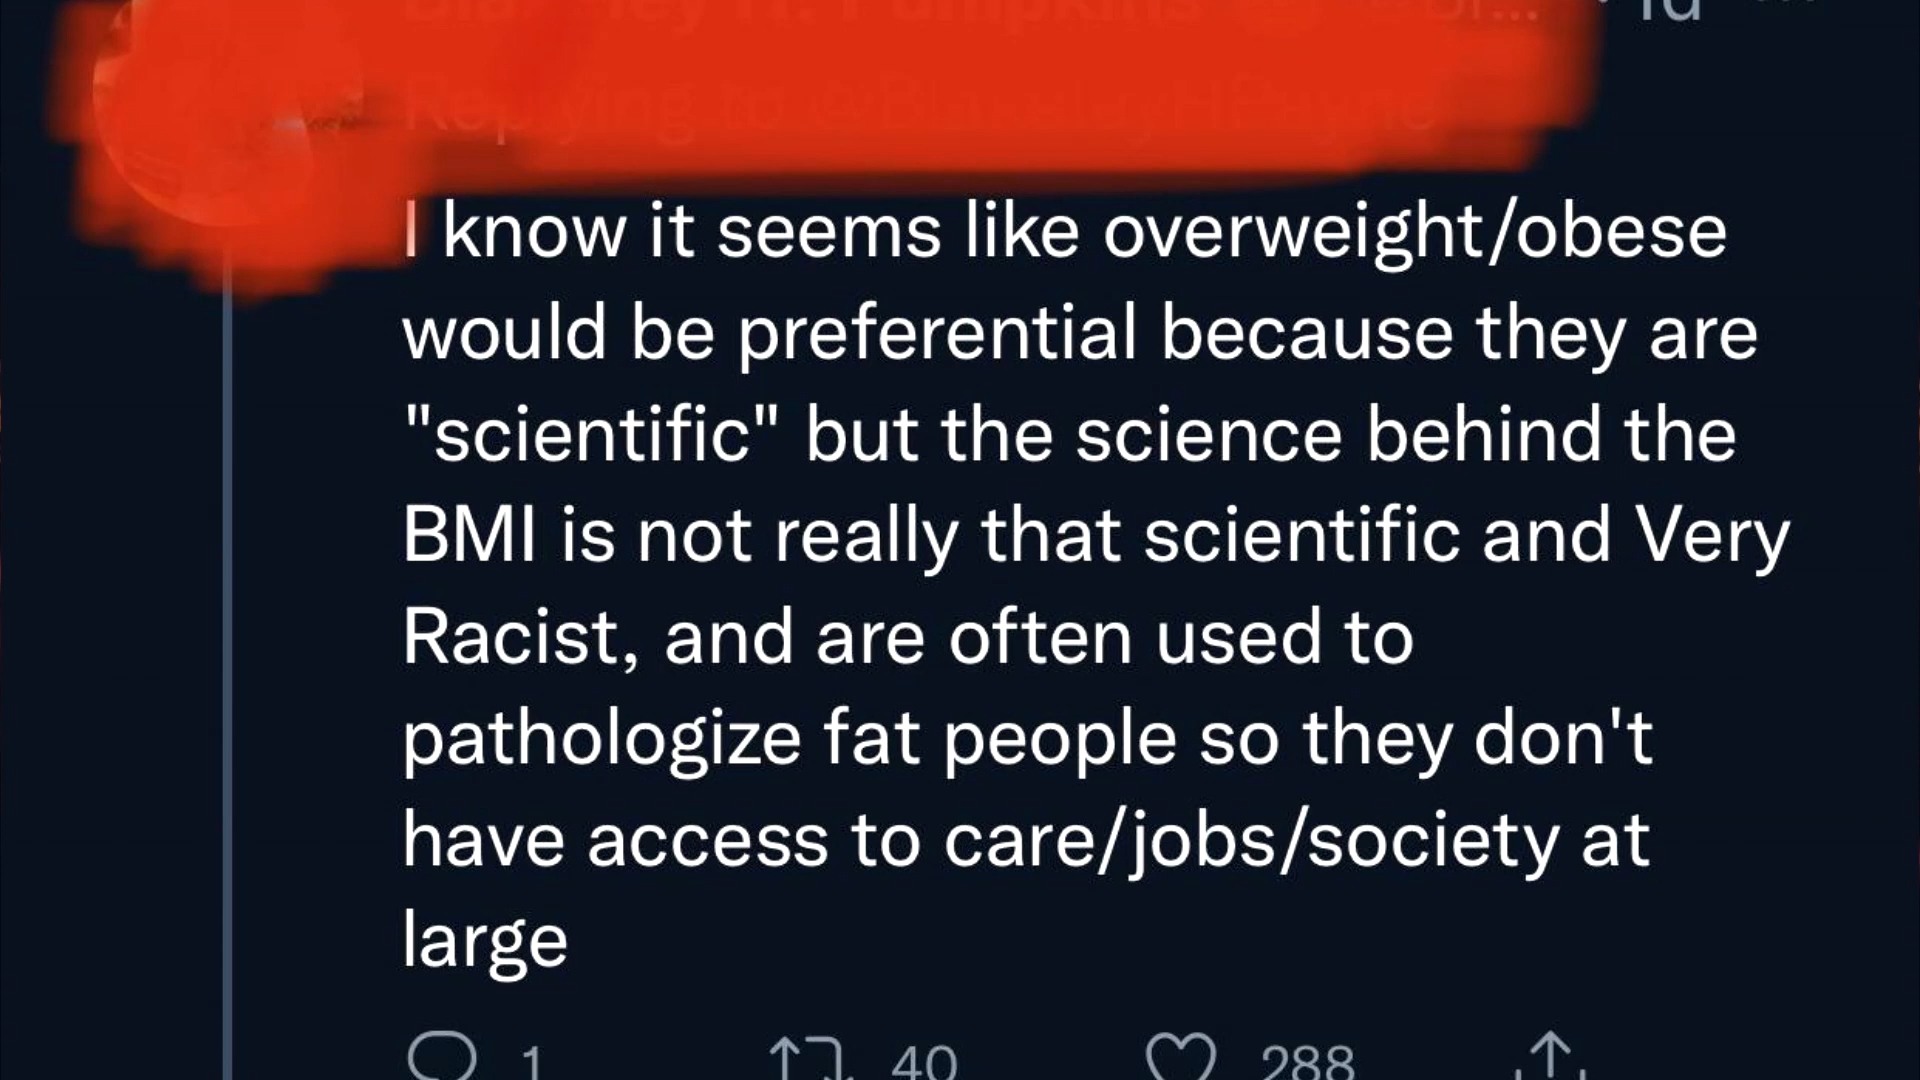 I know it seems like overweight/obese
would be preferential because they are
"scientific" but the science behind the
BMI is not really that scientific and Very
Racist, and are often used to
pathologize fat people so they don't
have access to care/jobs/society at
large
1 40 288